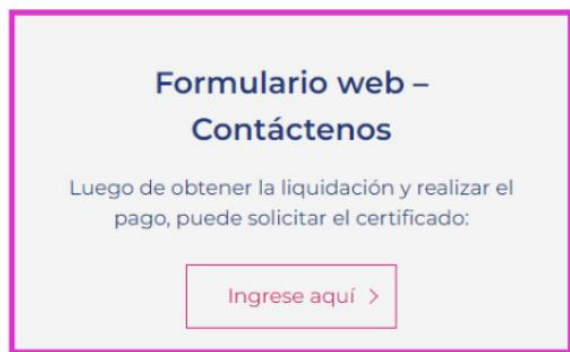 Formulario web –
Contáctenos
Luego de obtener la liquidación y realizar el
pago, puede solicitar el certificado:
Ingrese aquí >